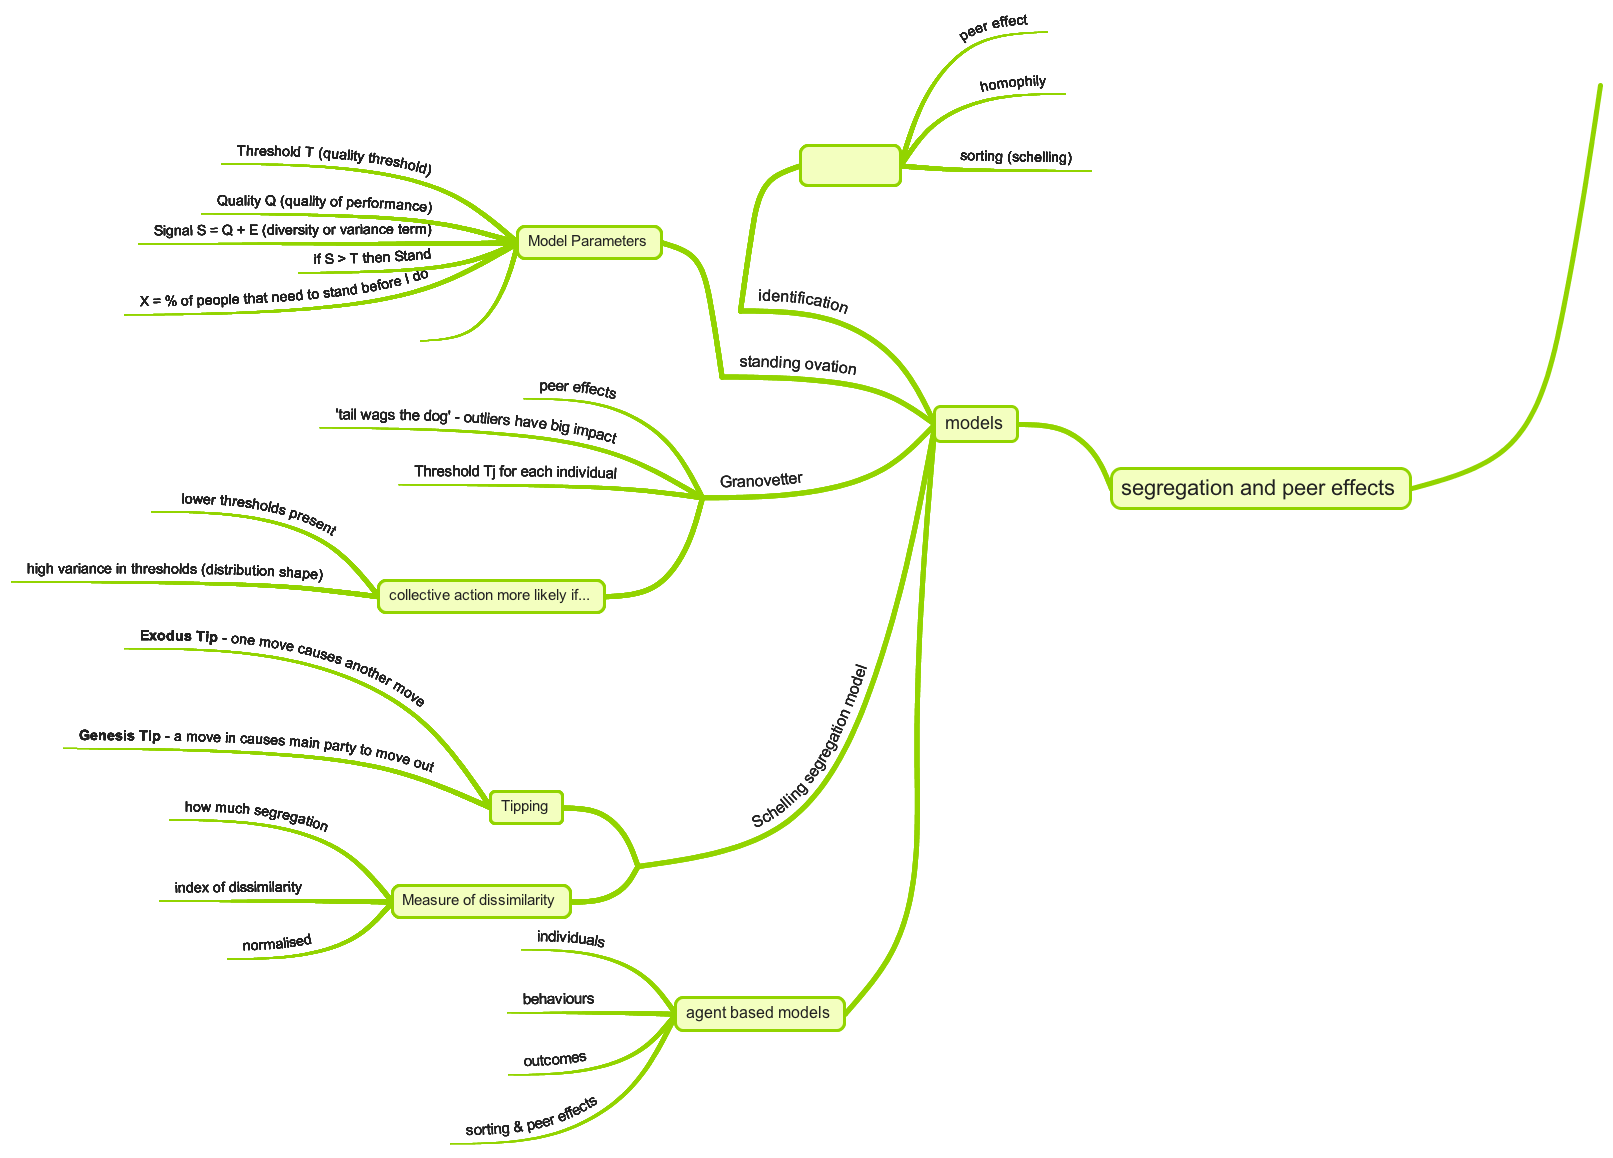 peer effect
homophily
sorting (schelling)
Threshold T (quality threshold)
Quality Q (quality of performance)
Signal S = Q + E (diversity or variance term)
if S > T then Stand
X = % of people that need to stand before I do
Model Parameters
identification
standing ovation
peer effects
'tail wags the dog' - outliers have big impact
Threshold Tj for each individual
Granovetter
lower thresholds present
high variance in thresholds (distribution shape)
collective action more likely if...
models
segregation and peer effects
Exodus Tip - one move causes another move
Genesis Tip - a move in causes main party to move out
Tipping
Schelling segregation model
how much segregation
index of dissimilarity
normalised
Measure of dissimilarity
individuals
behaviours
outcomes
sorting & peer effects
agent based models